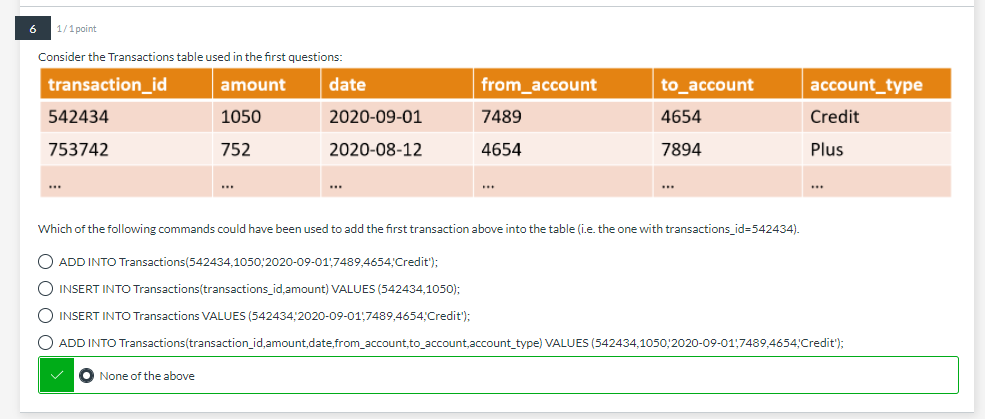 6 1 / 1 point
Consider the Transactions table used in the first questions:
transaction_id amount date from_account to_account account_type
542434 1050 2020-09-01 7489 4654 Credit
753742 752 2020-08-12 4654 7894 Plus
... ... ... ... ... ...
Which of the following commands could have been used to add the first transaction above into the table (i.e. the one with transactions_id=542434).
ADD INTO Transactions(542434,1050,'2020-09-01',7489,4654,'Credit');
INSERT INTO Transactions(transactions_id,amount) VALUES (542434,1050);
INSERT INTO Transactions VALUES (542434,'2020-09-01',7489,4654,'Credit');
ADD INTO Transactions(transaction_id,amount,date,from_account,to_account,account_type) VALUES (542434,1050,'2020-09-01',7489,4654,'Credit');
None of the above